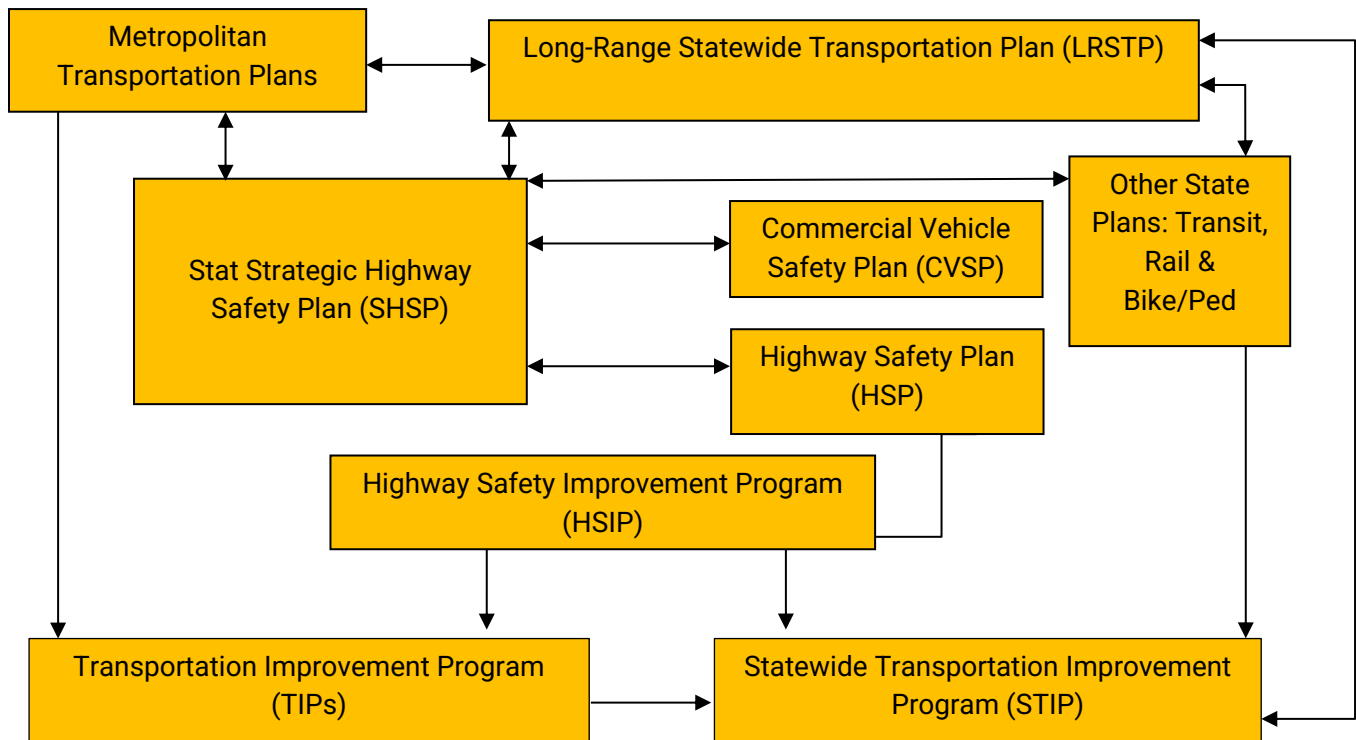 Metropolitan
Transportation Plans
Long-Range Statewide Transportation Plan (LRSTP)
Stat Strategic Highway
Safety Plan (SHSP)
Commercial Vehicle
Safety Plan (CVSP)
Other State
Plans: Transit,
Rail &
Bike/Ped
Highway Safety Plan
(HSP)
Highway Safety Improvement Program
(HSIP)
Transportation Improvement Program
(TIPs)
Statewide Transportation Improvement
Program (STIP)